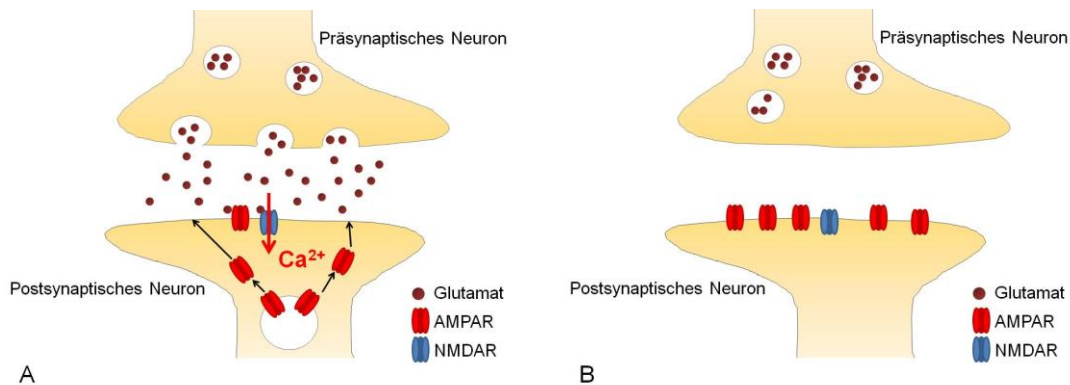 Präsynaptisches Neuron
Ca²⁺
Postsynaptisches Neuron
Glutamat
AMPAR
NMDAR
A
Präsynaptisches Neuron
Postsynaptisches Neuron
Glutamat
AMPAR
NMDAR
B